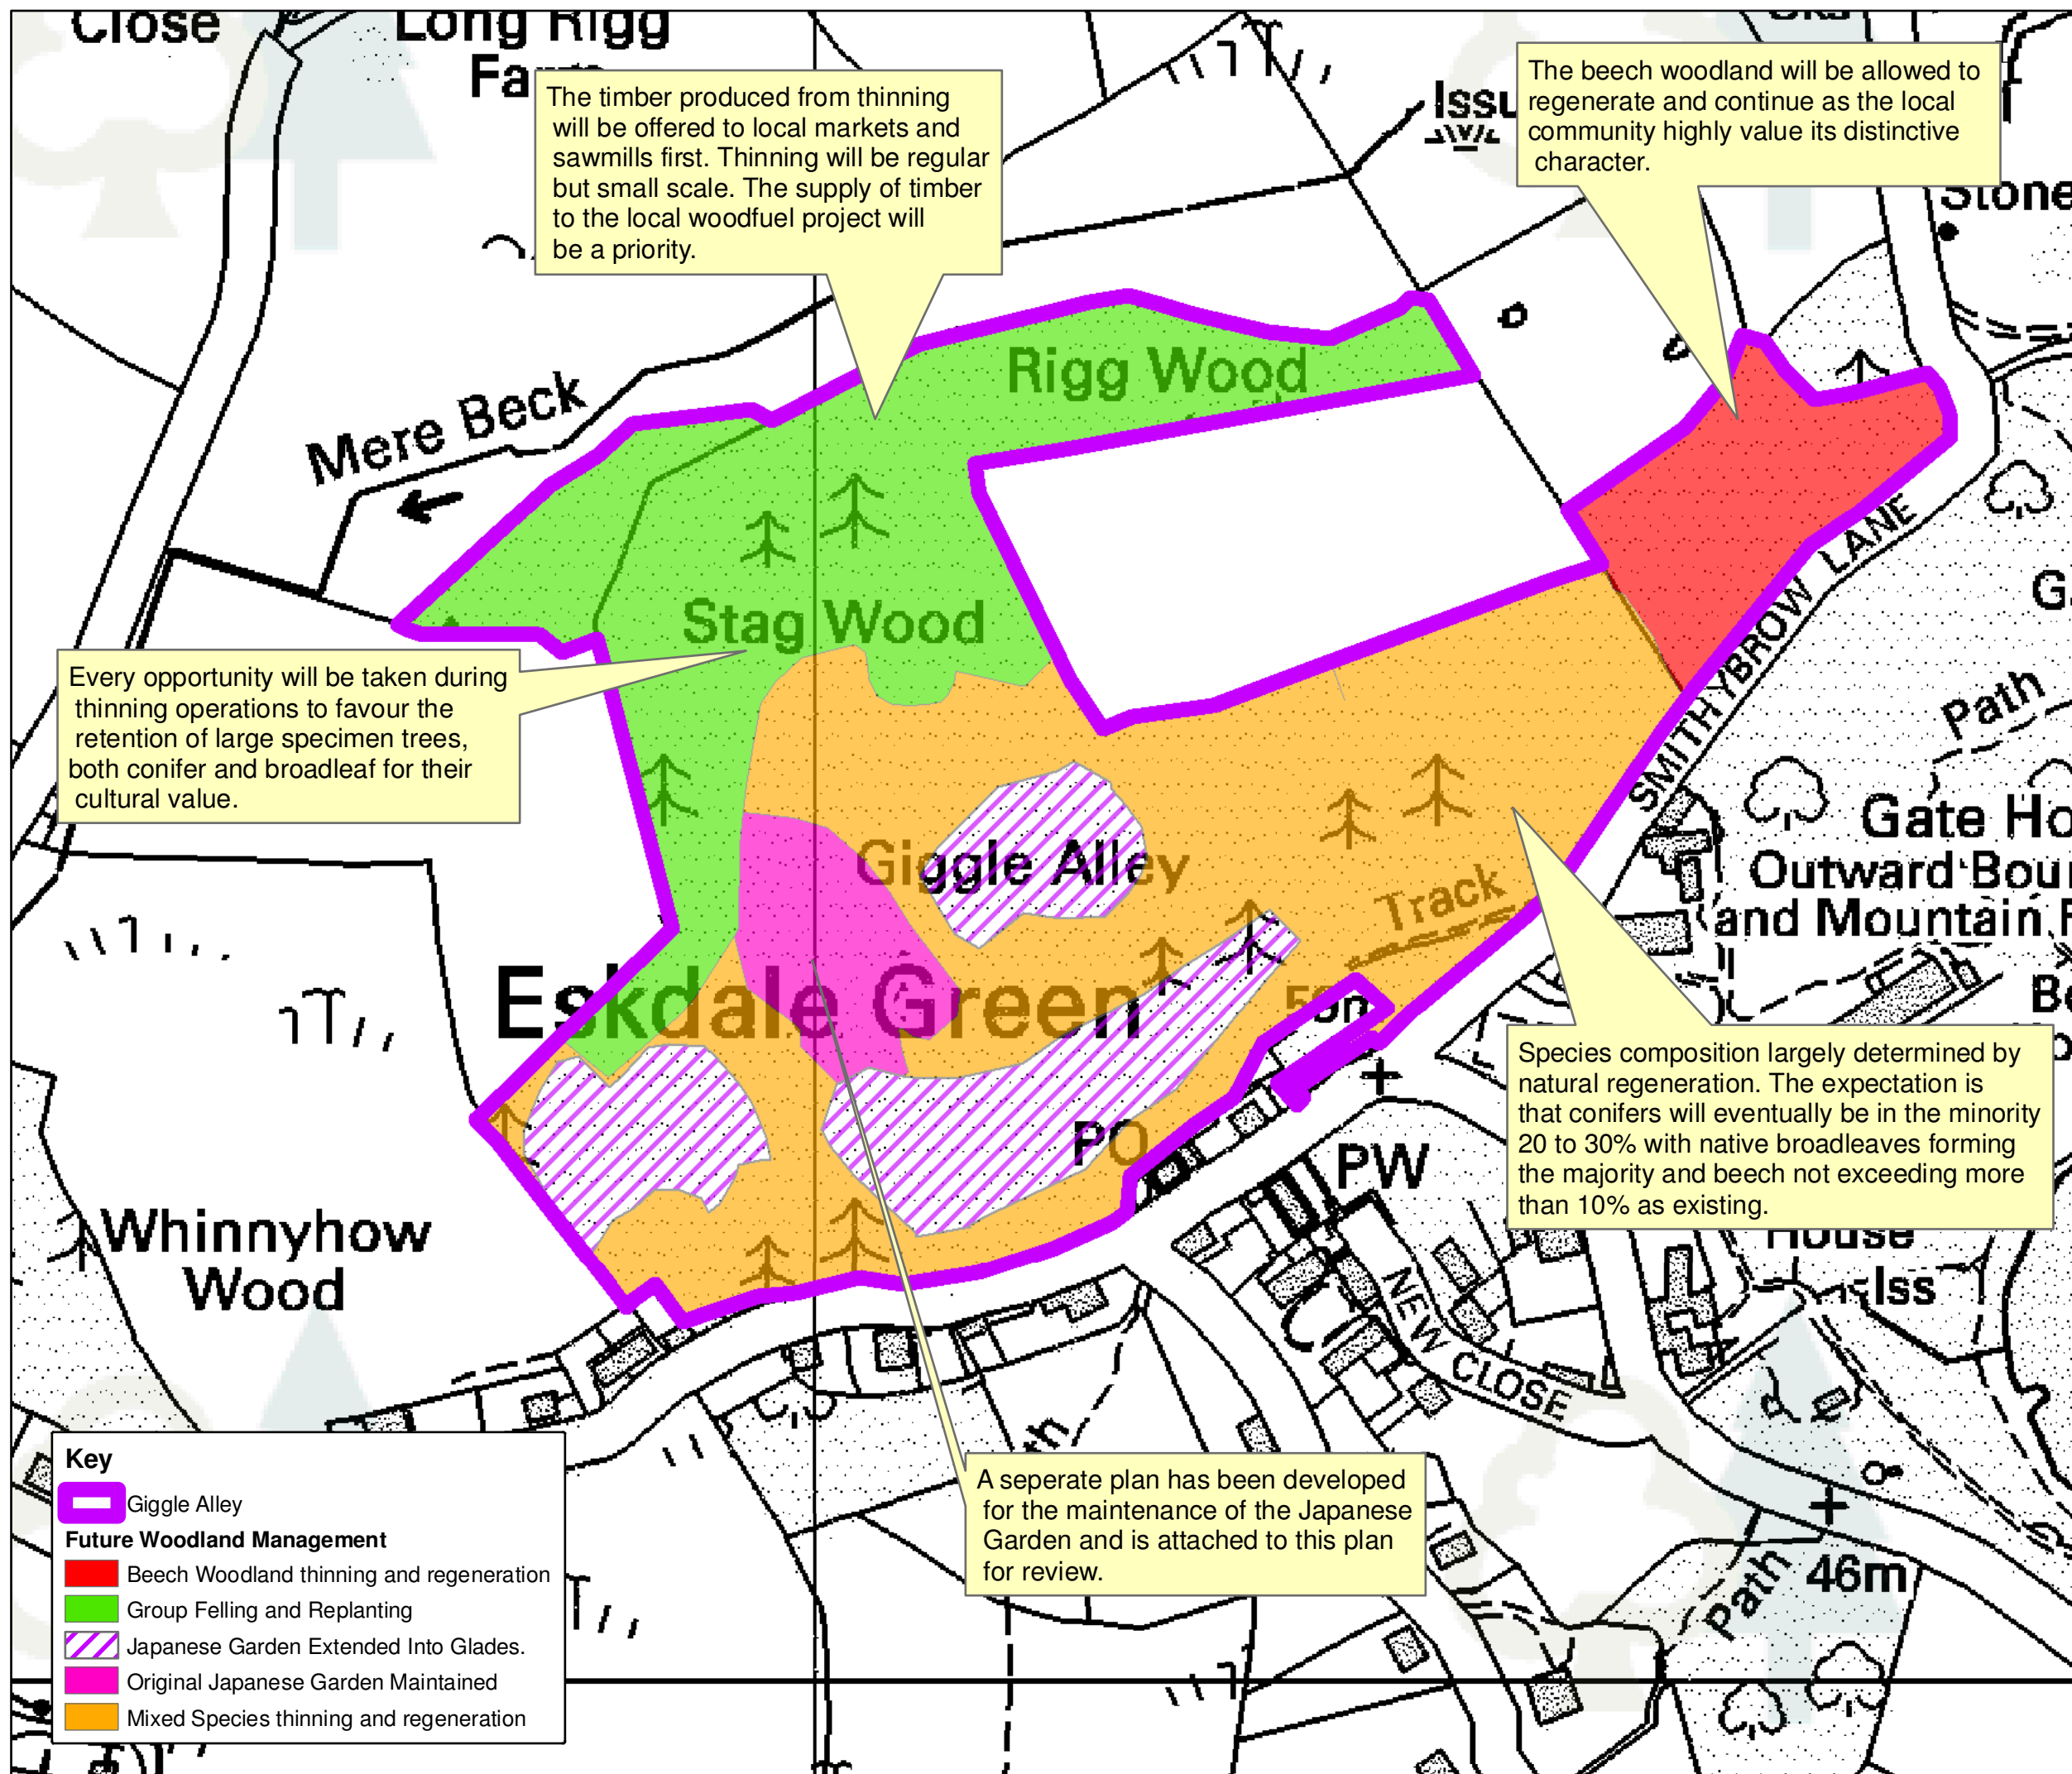 Close
Long Rigg
The timber produced from thinning
will be offered to local markets and
sawmills first. Thinning will be regular
but small scale. The supply of timber
to the local woodfuel project will
be a priority.
The beech woodland will be allowed to
regenerate and continue as the local
community highly value its distinctive
character.
Rigg Wood
Mere Beck
Stag Wood
SMITHYBROW LANE
Path
Every opportunity will be taken during
thinning operations to favour the
retention of large specimen trees,
both conifer and broadleaf for their
cultural value.
Giggle Alley
Track
Gate Ho
Outward Bou
and Mountain
Eskdale Green
Species composition largely determined by
natural regeneration. The expectation is
that conifers will eventually be in the minority
20 to 30% with native broadleaves forming
the majority and beech not exceeding more
than 10% as existing.
PO
PW
Whinnyhow
Wood
House
Iss
NEW CLOSE
A seperate plan has been developed
for the maintenance of the Japanese
Garden and is attached to this plan
for review.
Path
46m
Key
Giggle Alley
Future Woodland Management
Beech Woodland thinning and regeneration
Group Felling and Replanting
Japanese Garden Extended Into Glades.
Original Japanese Garden Maintained
Mixed Species thinning and regeneration